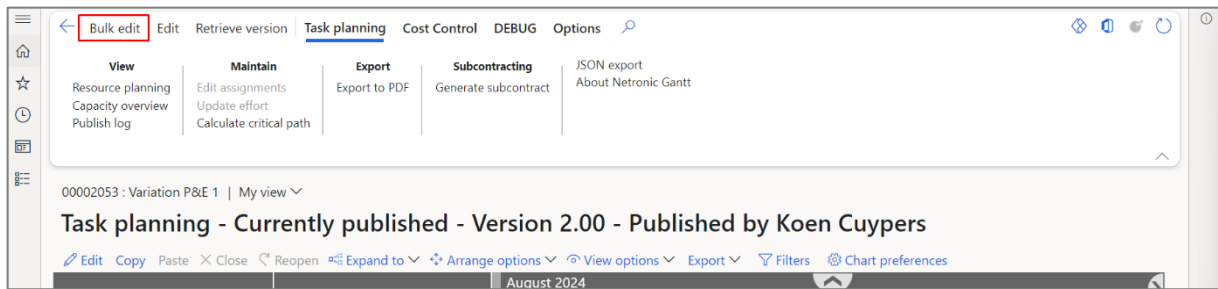 Bulk edit Edit Retrieve version Task planning Cost Control DEBUG Options
View Maintain Export Subcontracting JSON export
Resource planning Edit assignments Export to PDF Generate subcontract About Netronic Gantt
Capacity overview Update effort
Publish log Calculate critical path
00002053 : Variation P&E 1 | My view
Task planning - Currently published - Version 2.00 - Published by Koen Cuypers
Edit Copy Paste Close Reopen Expand to Arrange options View options Export Filters Chart preferences
August 2024